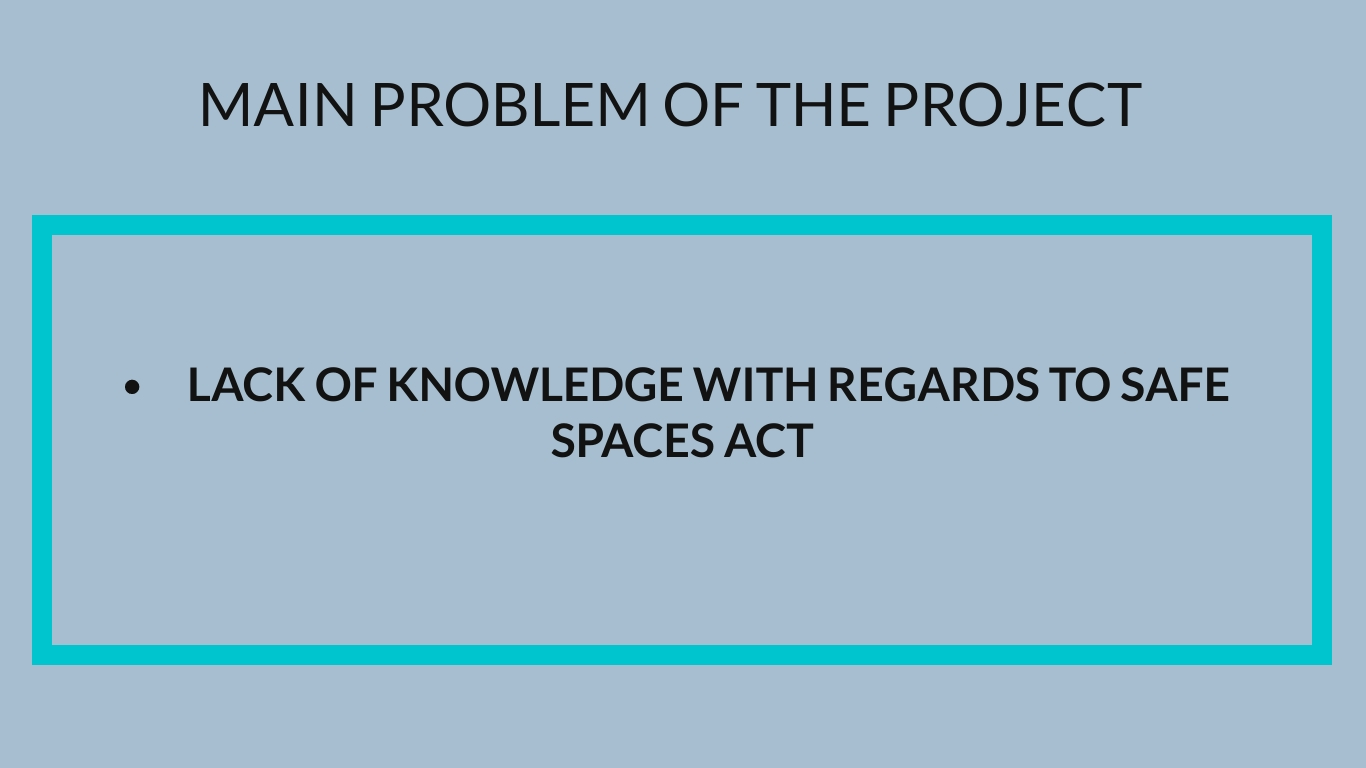 MAIN PROBLEM OF THE PROJECT
• LACK OF KNOWLEDGE WITH REGARDS TO SAFE
SPACES ACT